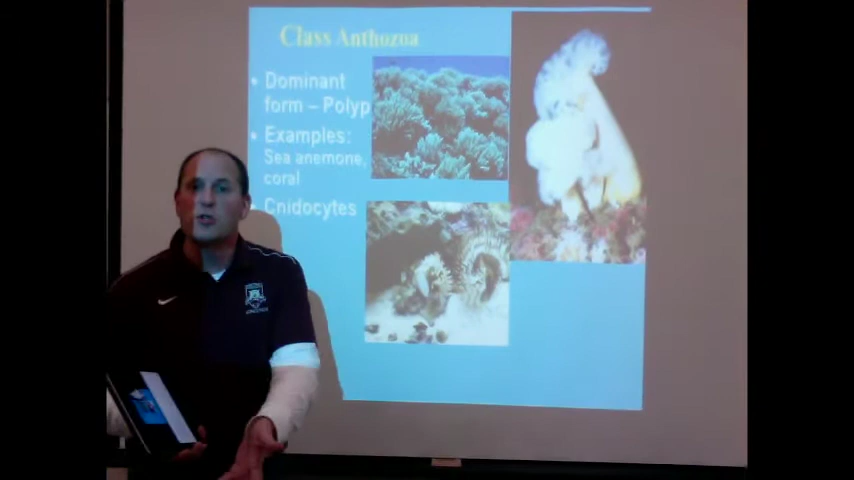 Class Anthozoa
• Dominant
form – Polyp
• Examples:
Sea anemone,
coral
• Cnidocytes